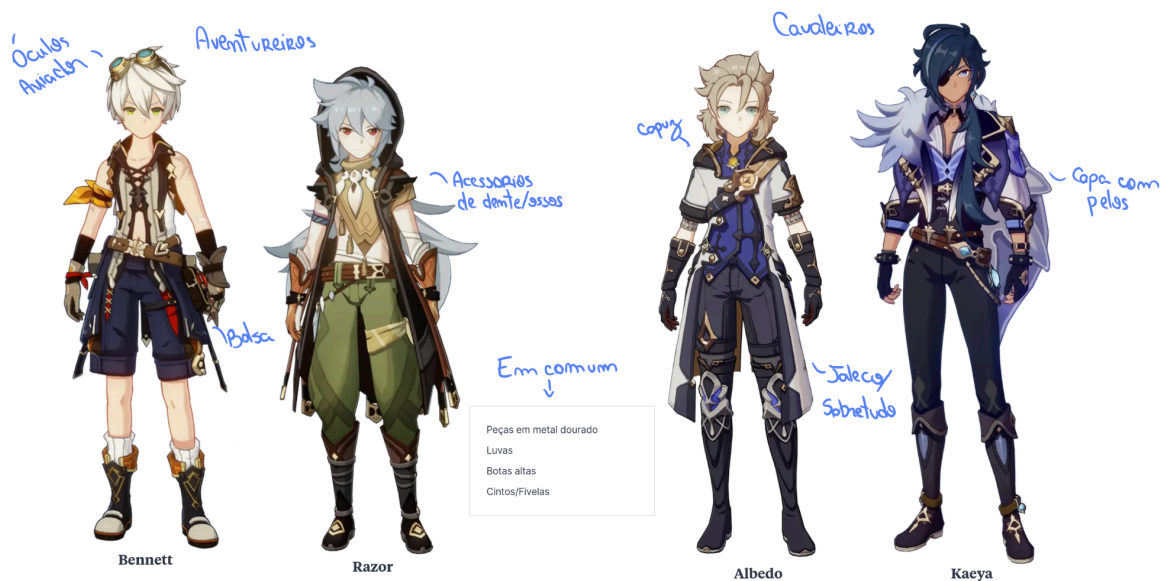 Óculos
Aviador
Aventureiros
Acessorios
de dente/ossos
Bolsa
Bennett
Razor
Em comum
Peças em metal dourado
Luvas
Botas altas
Cintos/Fivelas
Cavaleiros
capuz
Capa com
pelos
Jaleco/
Sobretudo
Albedo
Kaeya